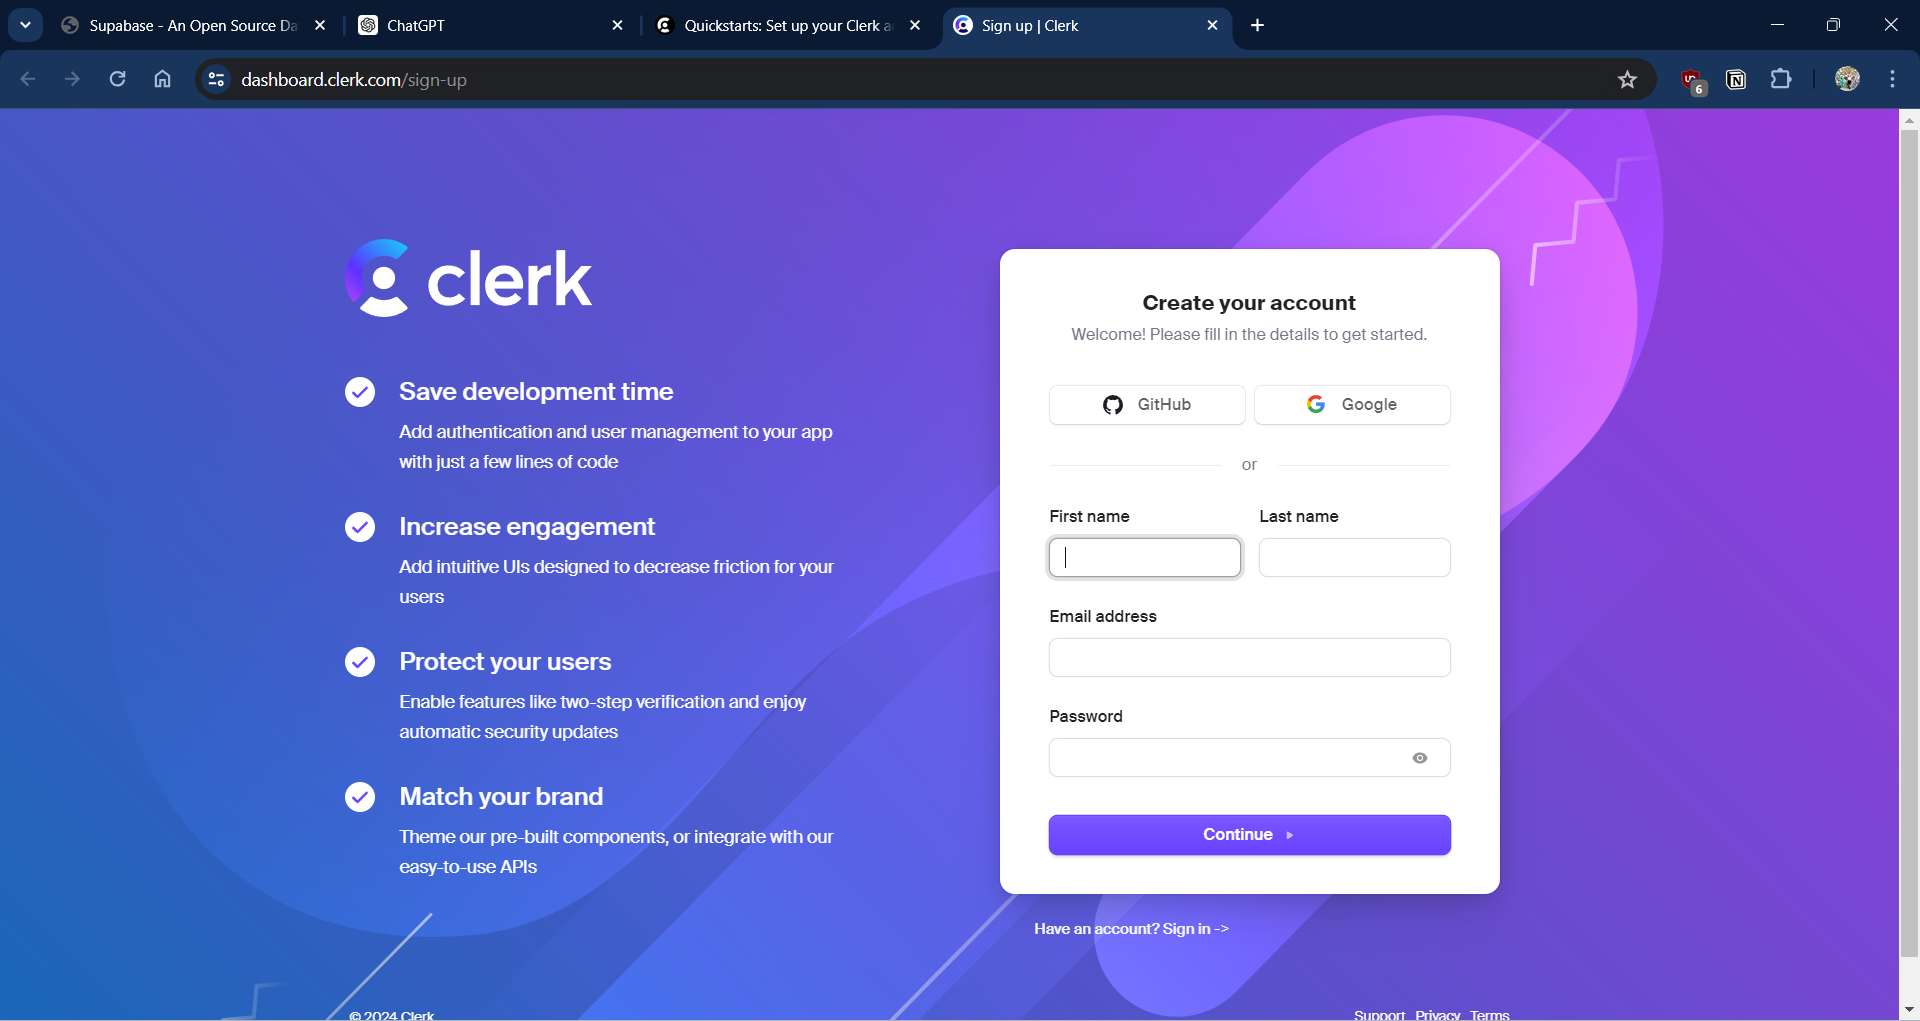 Supabase - An Open Source Da
ChatGPT
Quickstarts: Set up your Clerk a
Sign up | Clerk
dashboard.clerk.com/sign-up
6
clerk
Save development time
Add authentication and user management to your app
with just a few lines of code
Increase engagement
Add intuitive UIs designed to decrease friction for your
users
Protect your users
Enable features like two-step verification and enjoy
automatic security updates
Match your brand
Theme our pre-built components, or integrate with our
easy-to-use APIs
Create your account
Welcome! Please fill in the details to get started.
GitHub
Google
or
First name
Last name
Email address
Password
Continue
Have an account? Sign in ->
© 2024 Clerk
Support Privacy Terms